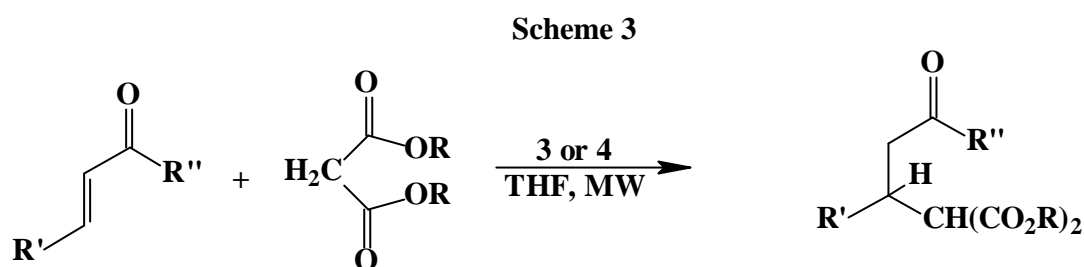 Scheme 3
O
R''
R'
+
H₂C
O
OR
OR
O
3 or 4
THF, MW
O
R''
H
R'
CH(CO₂R)₂